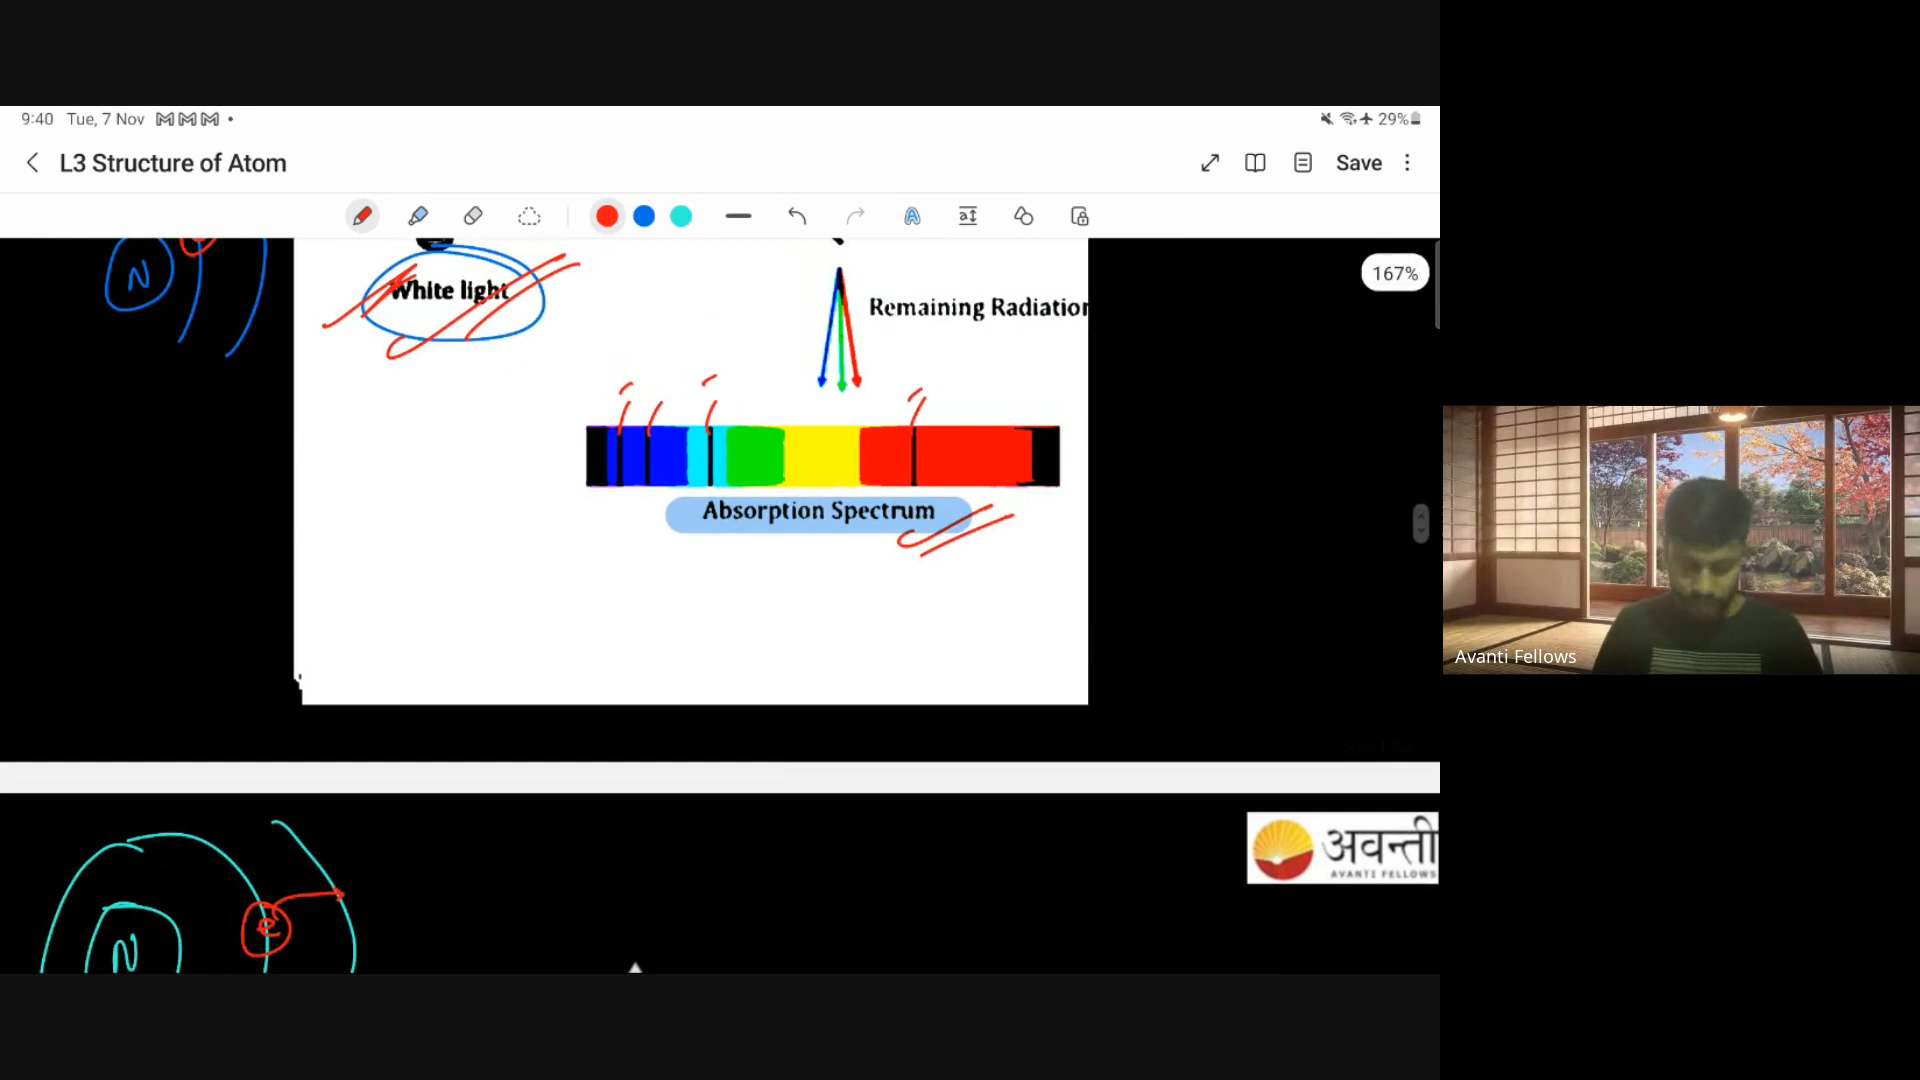 9:40 Tue, 7 Nov
29%
L3 Structure of Atom
Save
167%
N
White light
Remaining Radiation
Absorption Spectrum
Avanti Fellows
अवन्ती
AVANTI FELLOWS
e
N